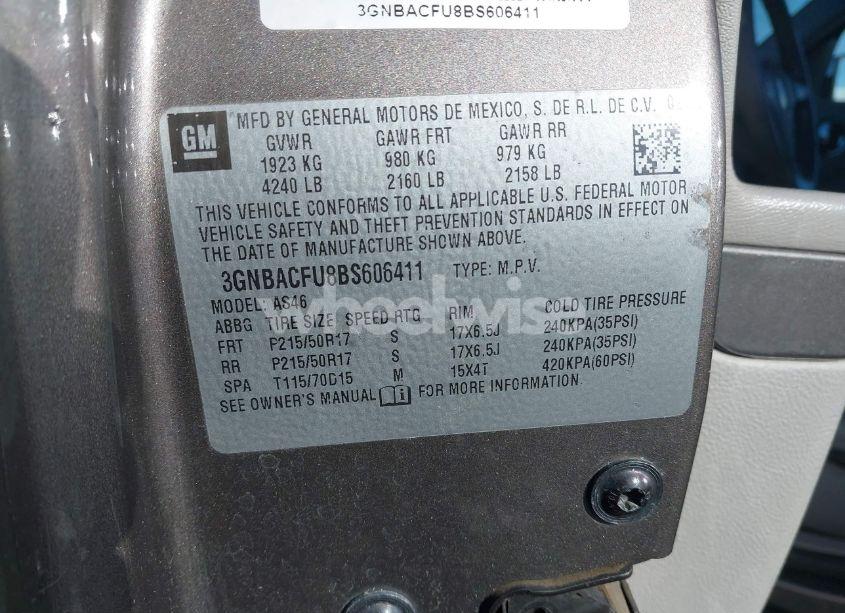 3GNBACFU8BS606411
GM
MFD BY GENERAL MOTORS DE MEXICO, S. DE R.L. DE C.V.
GVWR GAWR FRT GAWR RR
1923 KG 980 KG 979 KG
4240 LB 2160 LB 2158 LB
THIS VEHICLE CONFORMS TO ALL APPLICABLE U.S. FEDERAL MOTOR
VEHICLE SAFETY AND THEFT PREVENTION STANDARDS IN EFFECT ON
THE DATE OF MANUFACTURE SHOWN ABOVE.
3GNBACFU8BS606411 TYPE: M.P.V.
MODEL: AS46
ABBG TIRE SIZE SPEED RTG RIM COLD TIRE PRESSURE
FRT P215/50R17 S 17X6.5J 240KPA(35PSI)
RR P215/50R17 S 17X6.5J 240KPA(35PSI)
SPA T115/70D15 M 15X4T 420KPA(60PSI)
SEE OWNER'S MANUAL FOR MORE INFORMATION.
wheelwise